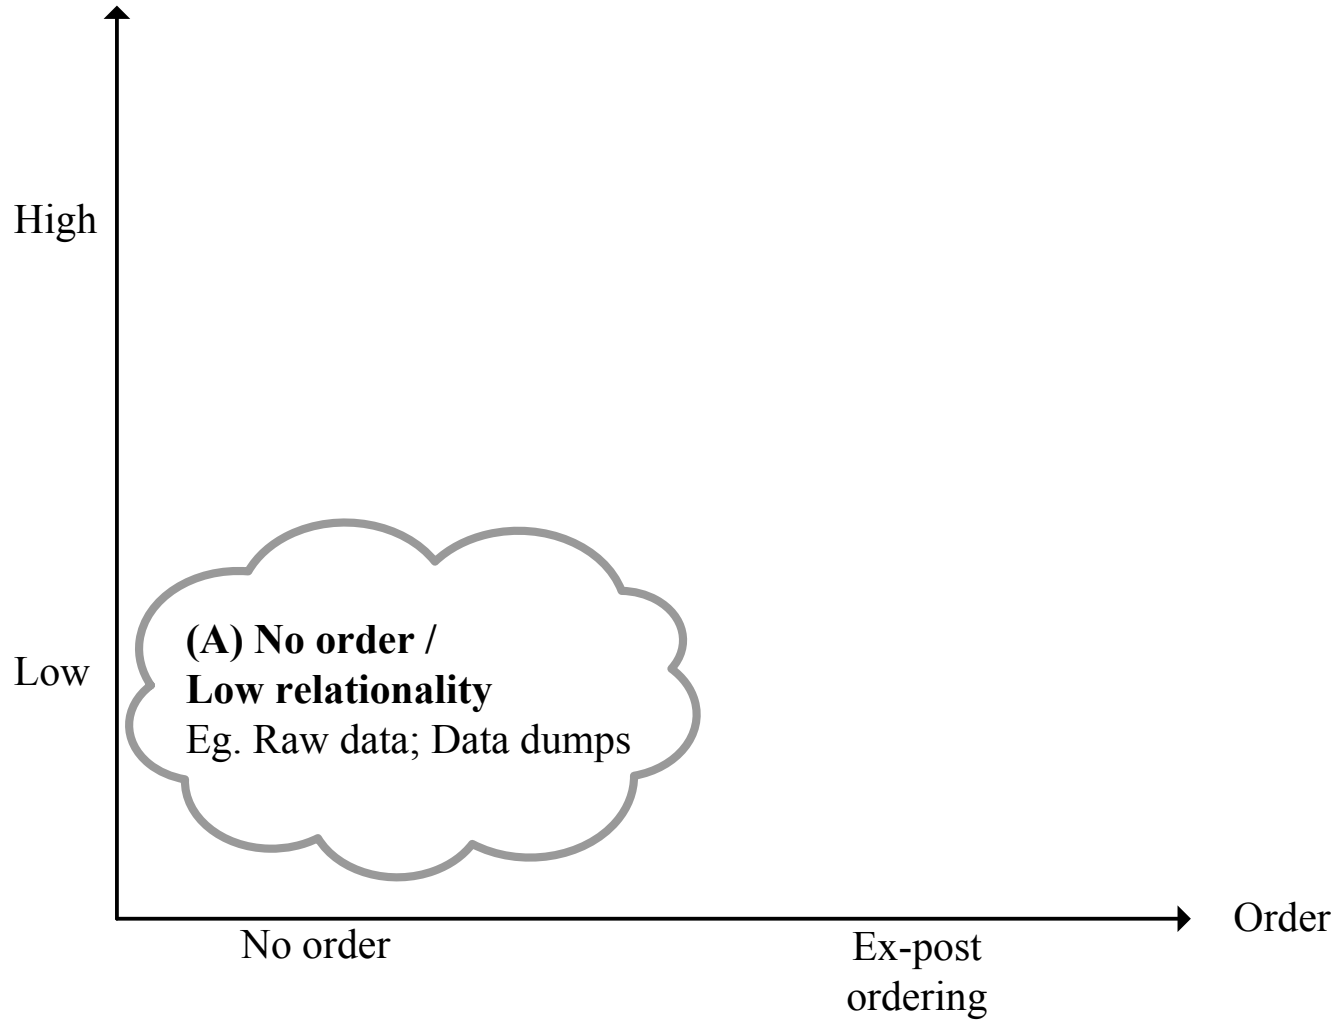 High
(A) No order /
Low relationality
Eg. Raw data; Data dumps
Low
Order
No order
Ex-post
ordering